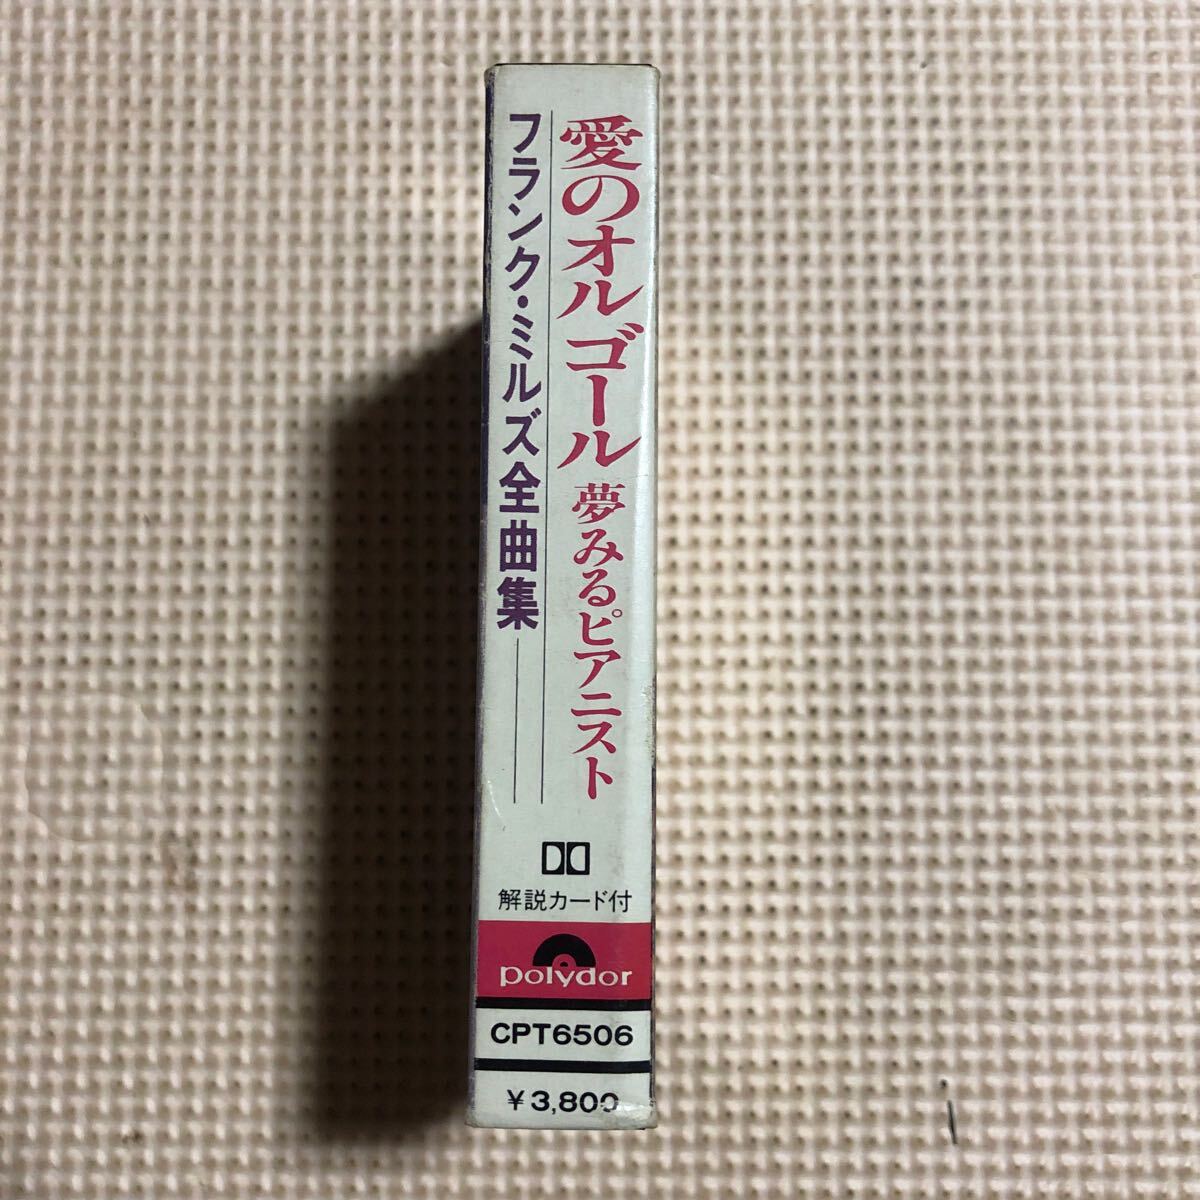 愛のオルゴール 夢みるピアニスト
フランク・ミルズ全曲集
解説カード付
polydor
CPT6506
￥3,800